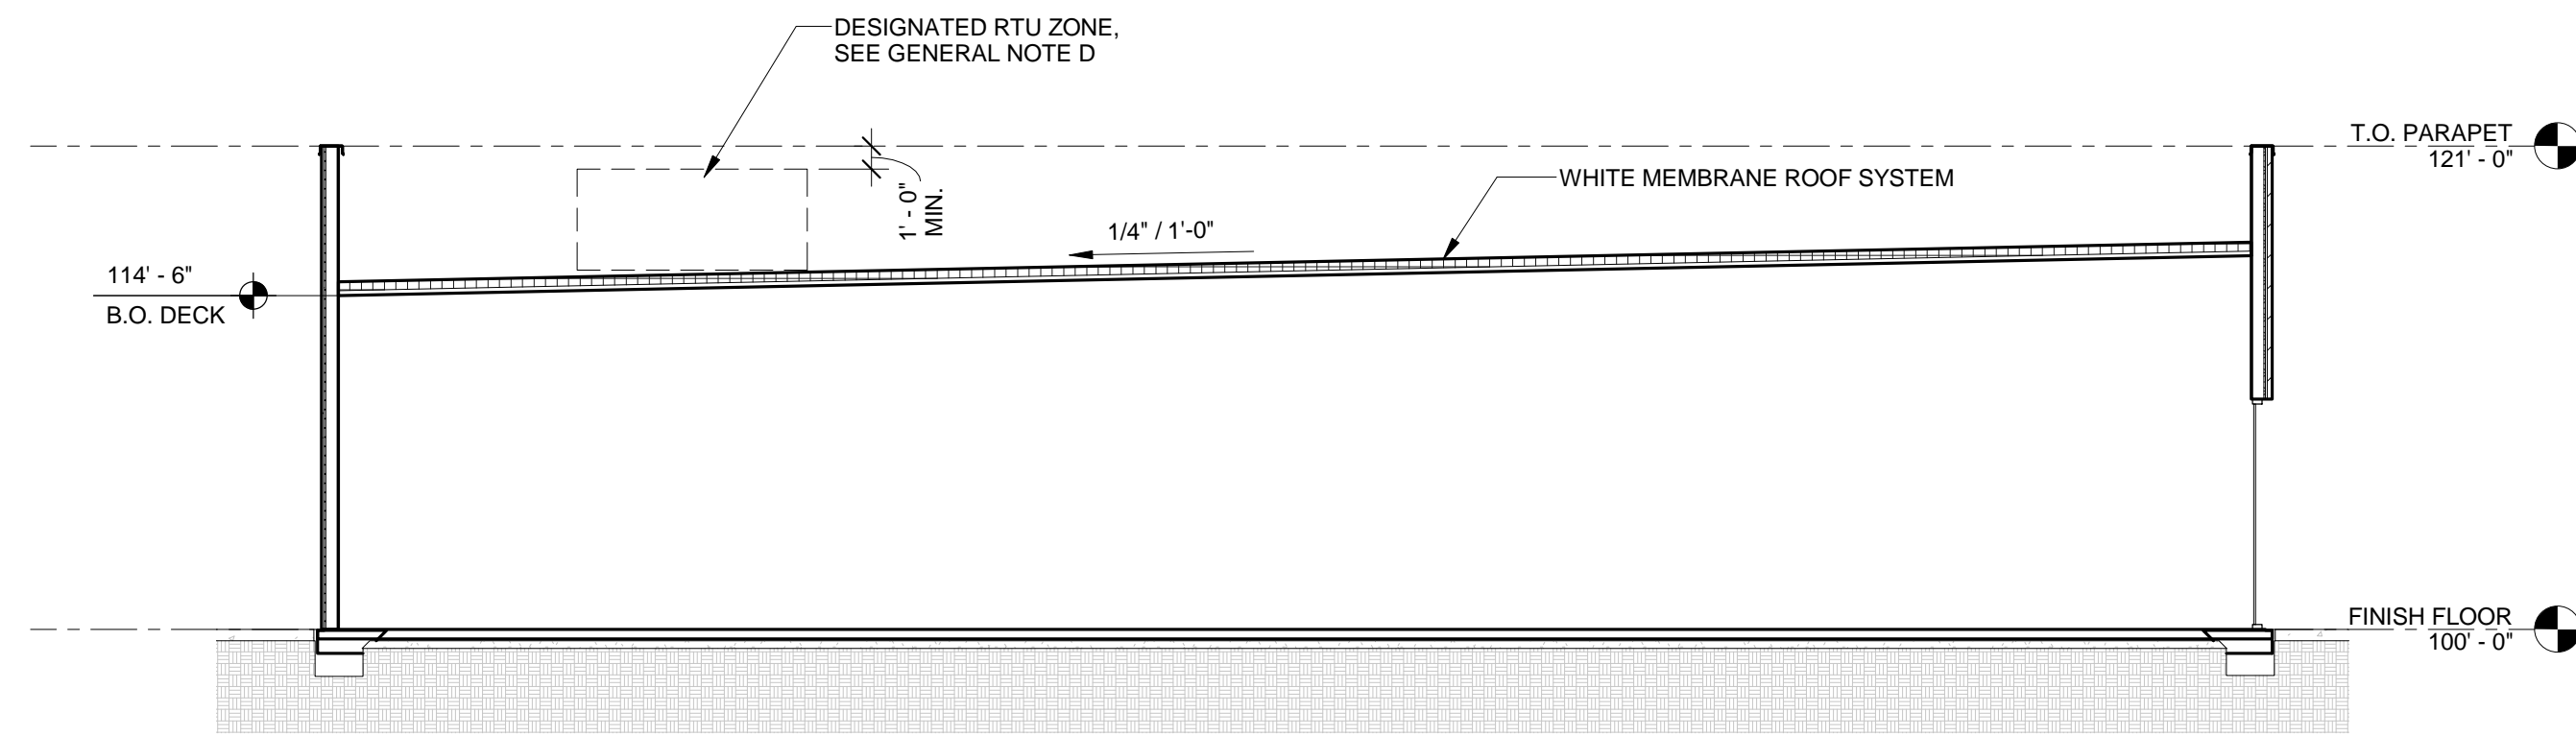 DESIGNATED RTU ZONE,
SEE GENERAL NOTE D
T.O. PARAPET
121' - 0"
WHITE MEMBRANE ROOF SYSTEM
1' - 0"
MIN.
1/4" / 1'-0"
114' - 6"
B.O. DECK
FINISH FLOOR
100' - 0"